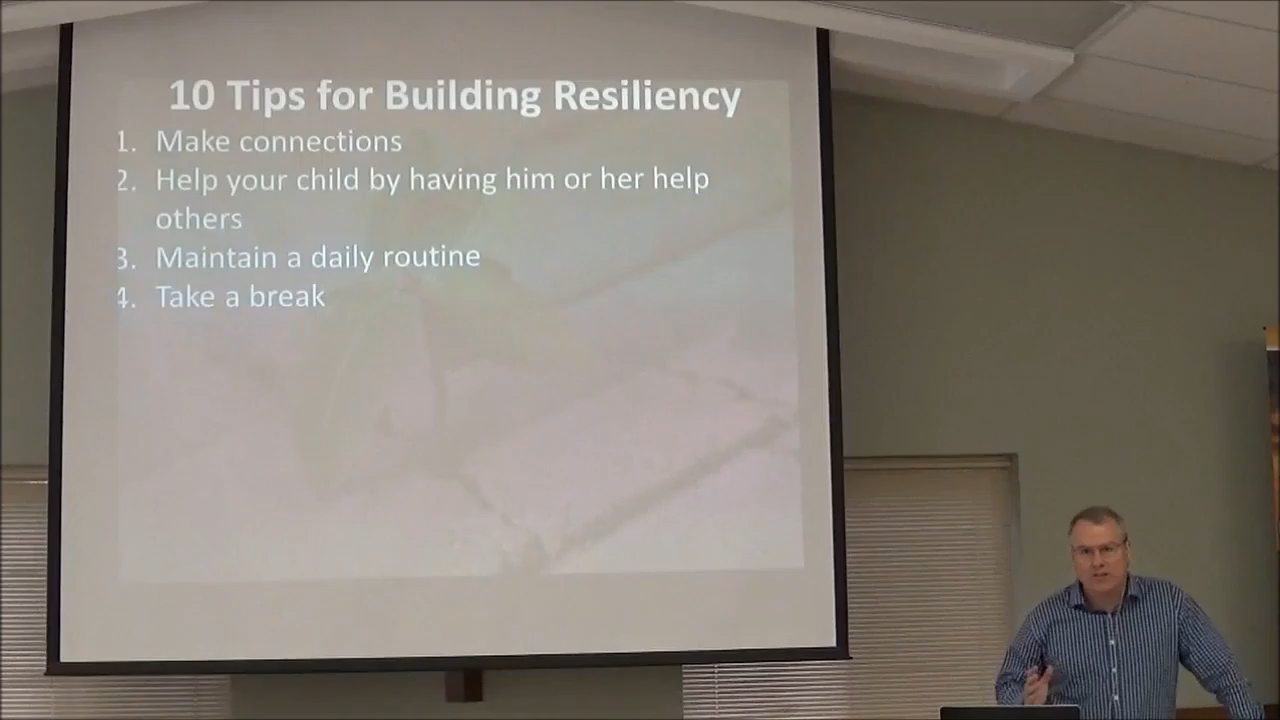 10 Tips for Building Resiliency
1. Make connections
2. Help your child by having him or her help
others
3. Maintain a daily routine
4. Take a break